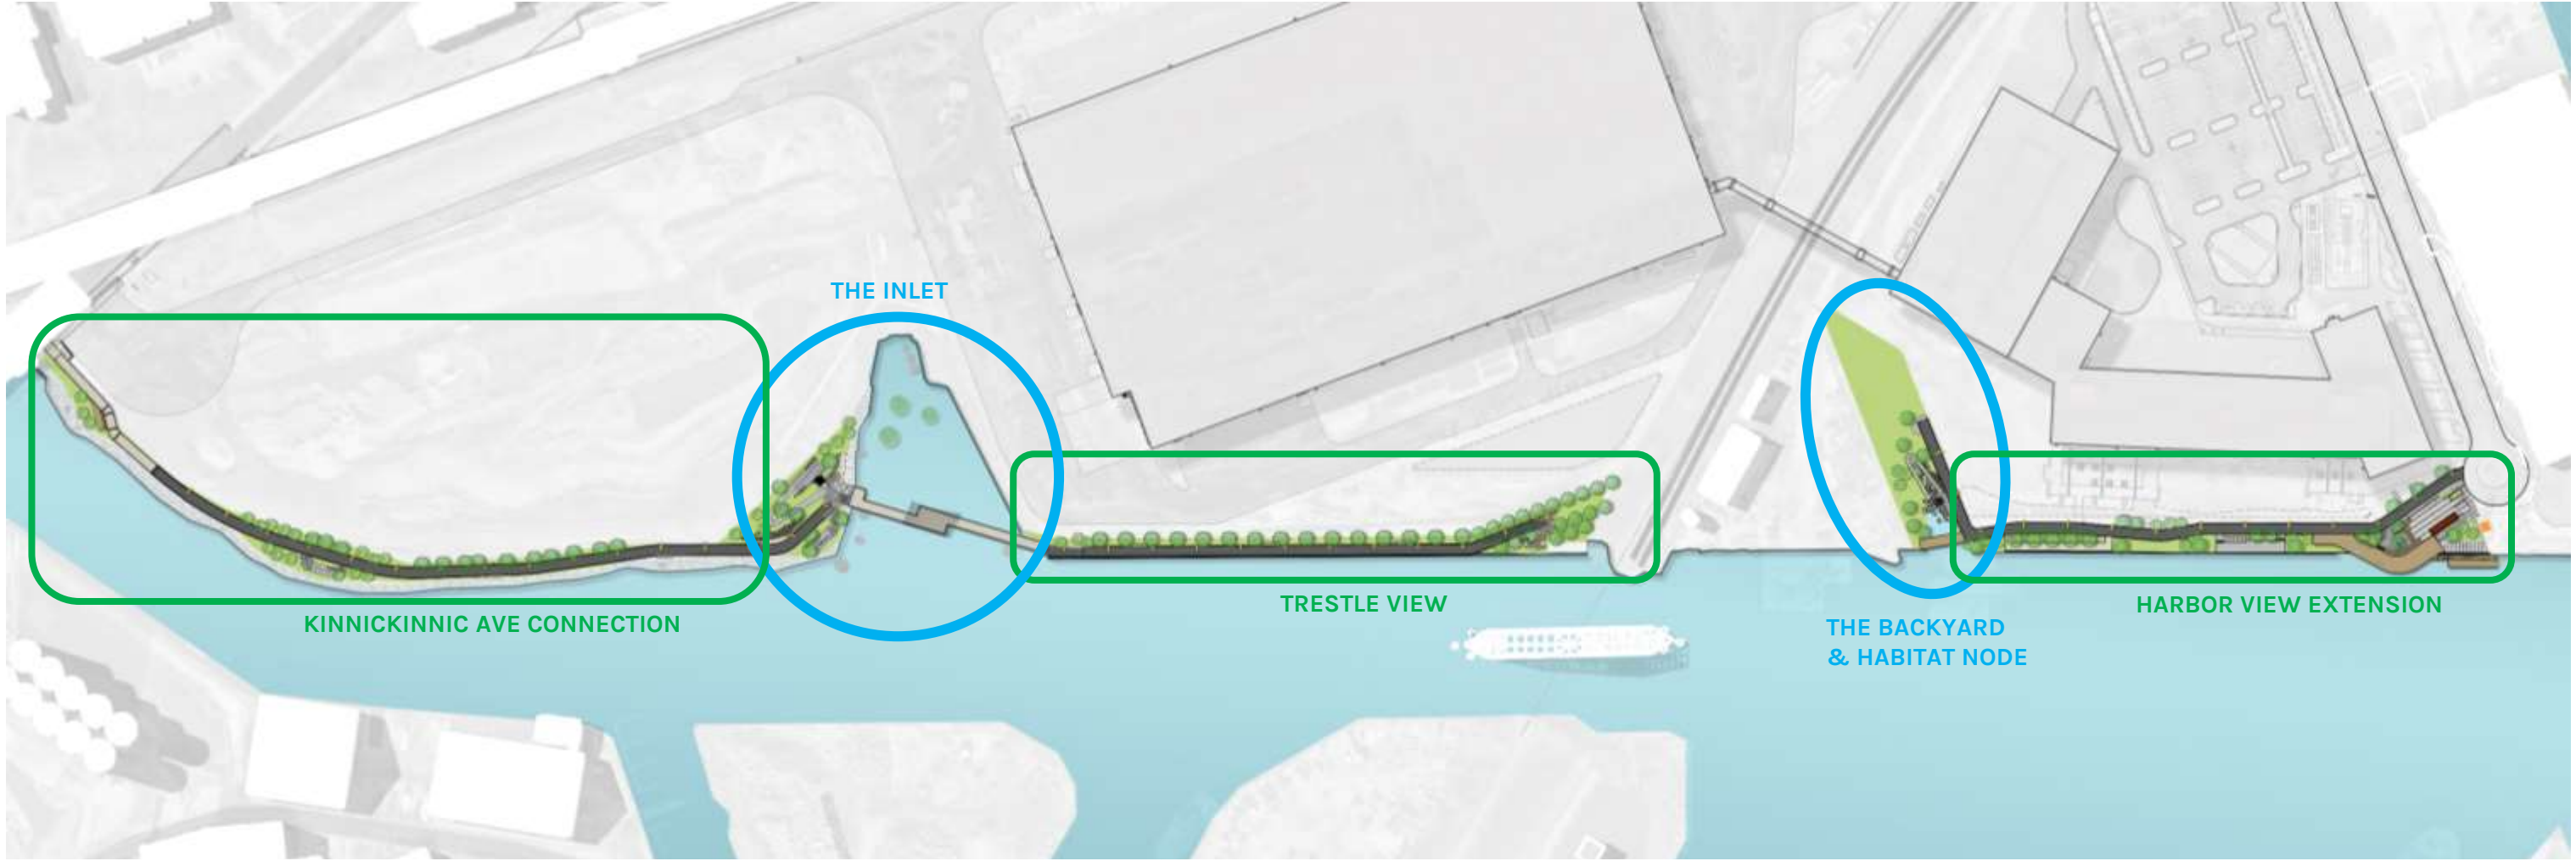 THE INLET
KINNICKINNIC AVE CONNECTION
TRESTLE VIEW
THE BACKYARD
& HABITAT NODE
HARBOR VIEW EXTENSION